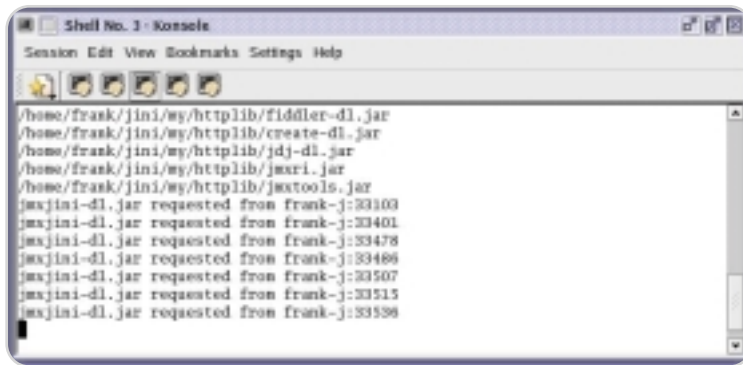 Shell No. 3 - Konsole
Session Edit View Bookmarks Settings Help
/home/frank/jini/my/httplib/fiddler-dl.jar
/home/frank/jini/my/httplib/create-dl.jar
/home/frank/jini/my/httplib/jdj-dl.jar
/home/frank/jini/my/httplib/jmxri.jar
/home/frank/jini/my/httplib/jmxtools.jar
jmxjini-dl.jar requested from frank-j:33103
jmxjini-dl.jar requested from frank-j:33401
jmxjini-dl.jar requested from frank-j:33478
jmxjini-dl.jar requested from frank-j:33486
jmxjini-dl.jar requested from frank-j:33507
jmxjini-dl.jar requested from frank-j:33515
jmxjini-dl.jar requested from frank-j:33536